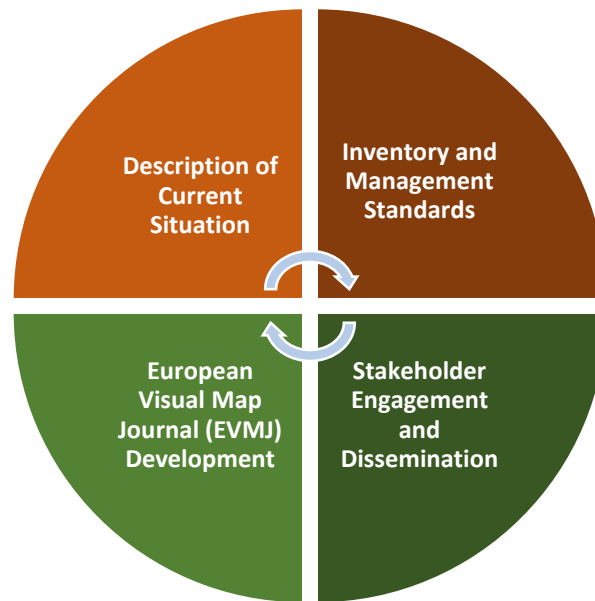 Description of
Current
Situation
Inventory and
Management
Standards
European
Visual Map
Journal (EVMJ)
Development
Stakeholder
Engagement
and
Dissemination